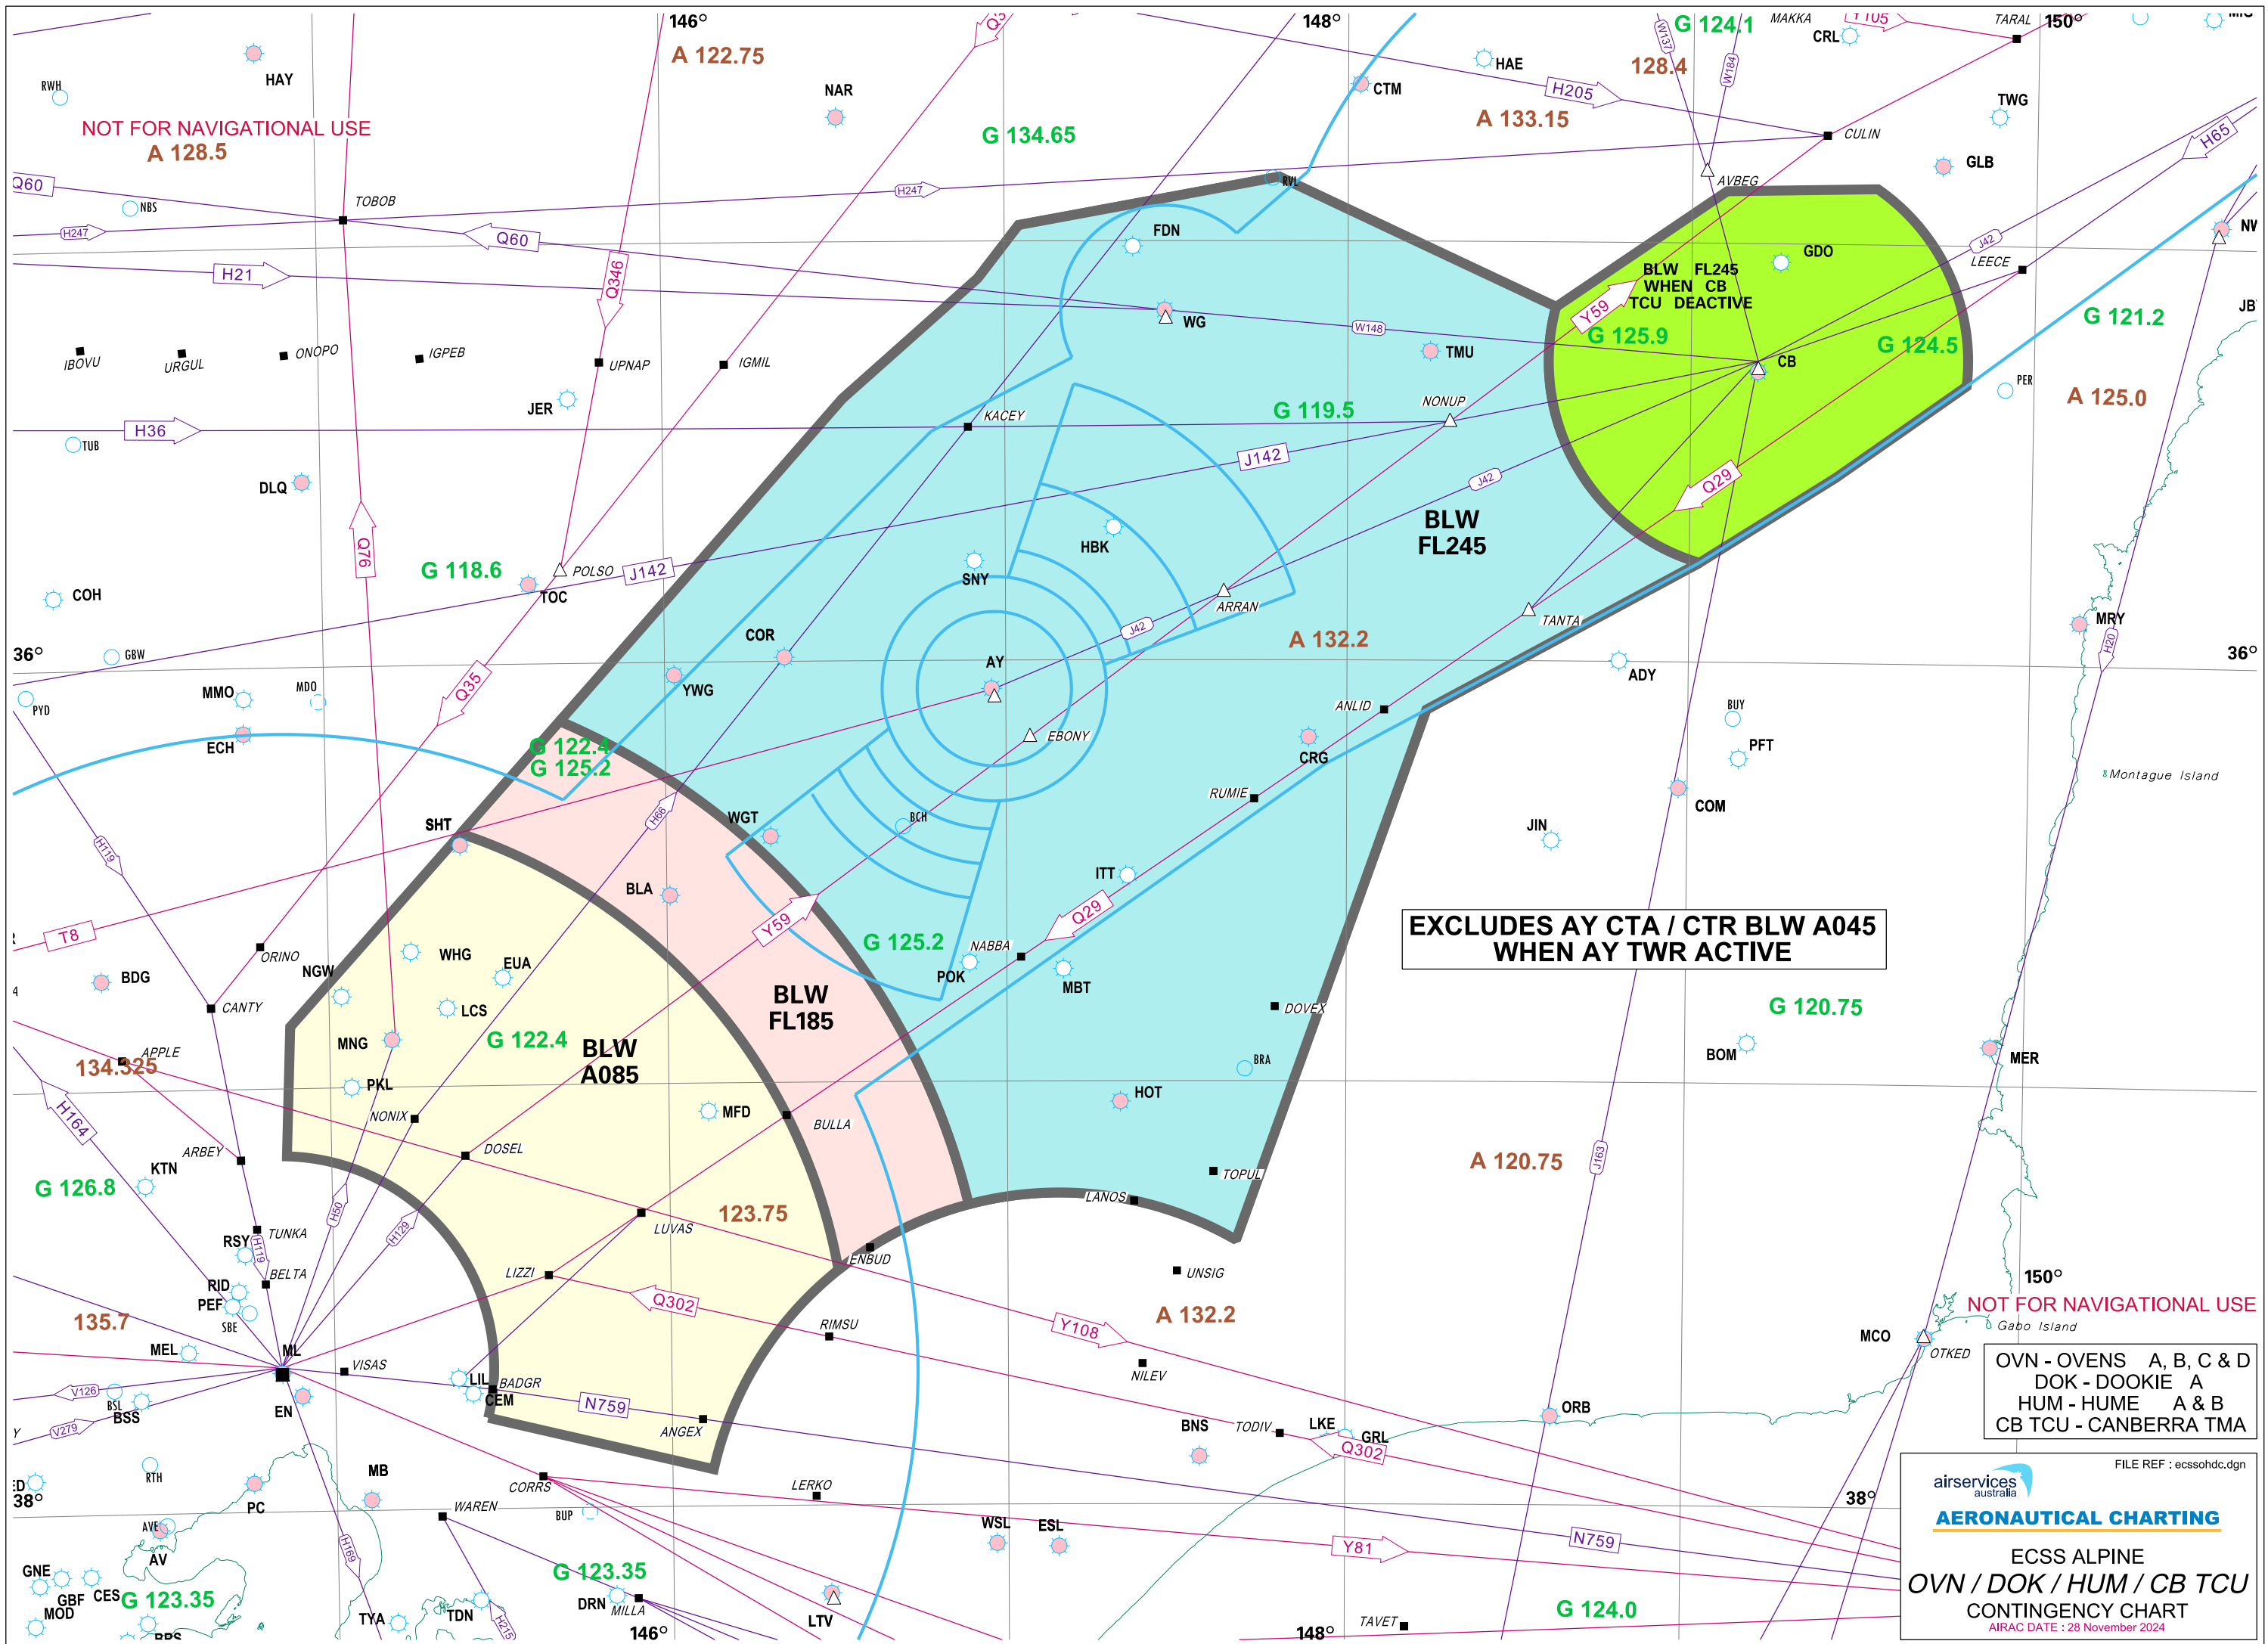 146°
148°
150°
G 124.1
MAKKA
CRL
Y105
TARAL
A 122.75
HAY
RWH
NAR
CTM
HAE
128.4
W137
W184
H205
A 133.15
TWG
NOT FOR NAVIGATIONAL USE
A 128.5
G 134.65
CULIN
H65
GLB
Q60
NBS
TOBOB
H247
RVL
AVBEG
H247
Q60
FDN
GDO
J42
LEECE
H21
Q346
BLW FL245
WHEN CB
TCU DEACTIVE
Y59
G 125.9
G 124.5
G 121.2
WG
W148
TMU
CB
IBOVU
URGUL
ONOPO
IGPEB
UPNAP
IGMIL
JER
PER
A 125.0
H36
TUB
KACEY
G 119.5
NONUP
J142
DLQ
J42
Q29
Q76
BLW
FL245
HBK
G 118.6
POLSO
J142
SNY
TOC
COH
ARRAN
TANTA
MRY
J42
A 132.2
36°
GBW
COR
AY
36°
H20
MMO
MDO
Q35
YWG
ADY
PYD
ANLID
BUY
ECH
EBONY
CRG
PFT
G 122.4
G 125.2
Montague Island
RUMIE
COM
H66
SHT
WGT
BCH
JIN
H119
BLA
ITT
T8
Y59
Q29
EXCLUDES AY CTA / CTR BLW A045
WHEN AY TWR ACTIVE
ORINO
WHG
G 125.2
NABBA
NGW
EUA
POK
MBT
BDG
BLW
FL185
CANTY
LCS
DOVEX
G 120.75
MNG
G 122.4
BLW
A085
APPLE
134.325
BRA
BOM
MER
PKL
H164
NONIX
MFD
BULLA
HOT
ARBEY
DOSEL
KTN
A 120.75
J163
G 126.8
TOPUL
LANOS
H50
H129
123.75
LUVAS
RSY
TUNKA
H119
ENBUD
BELTA
LIZZI
UNSIG
150°
RID
PEF
SBE
Q302
A 132.2
NOT FOR NAVIGATIONAL USE
135.7
RIMSU
Y108
Gabo Island
MEL
ML
VISAS
MCO
OTKED
NILEV
LIL
BADGR
CEM
V126
BSL
BSS
EN
N759
ANGEX
OVN - OVENS A, B, C & D
DOK - DOOKIE A
HUM - HUME A & B
CB TCU - CANBERRA TMA
V279
BNS
TODIV
LKE
GRL
ORB
Q302
RTH
MB
CORRS
LERKO
38°
PC
WAREN
BUP
38°
FILE REF : ecssohdc.dgn
airservices
australia
AERONAUTICAL CHARTING
AVE
AV
H169
WSL
ESL
Y81
N759
ECSS ALPINE
OVN / DOK / HUM / CB TCU
CONTINGENCY CHART
AIRAC DATE : 28 November 2024
GNE
GBF
CES
G 123.35
MOD
G 123.35
DRN
MILLA
LTV
G 124.0
TYA
TDN
H215
TAVET
146°
148°